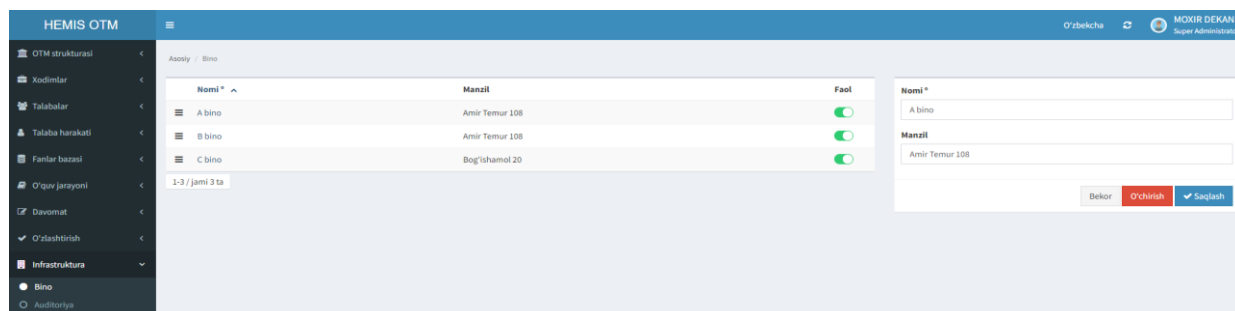 HEMIS OTM
O'zbekcha
MOXIR DEKAN
Super Administrato
OTM strukturasi
Xodimlar
Talabalar
Talaba harakati
Fanlar bazasi
O'quv jarayoni
Davomat
O'zlashtirish
Infrastruktura
Bino
Auditoriya
Asosiy / Bino
Nomi* Manzil Faol
A bino Amir Temur 108
B bino Amir Temur 108
C bino Bog'ishamol 20
1-3 / jami 3 ta
Nomi*
A bino
Manzil
Amir Temur 108
Bekor O'chirish Saqlash